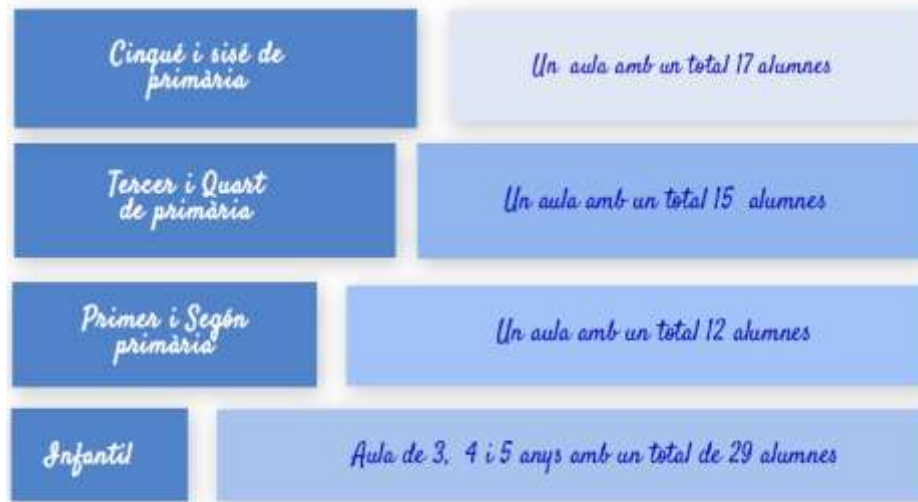 Cinqué i sisé de
primària
Un aula amb un total 17 alumnes
Tercer i Quart
de primària
Un aula amb un total 15 alumnes
Primer i Segón
primària
Un aula amb un total 12 alumnes
Infantil
Aula de 3, 4 i 5 anys amb un total de 29 alumnes